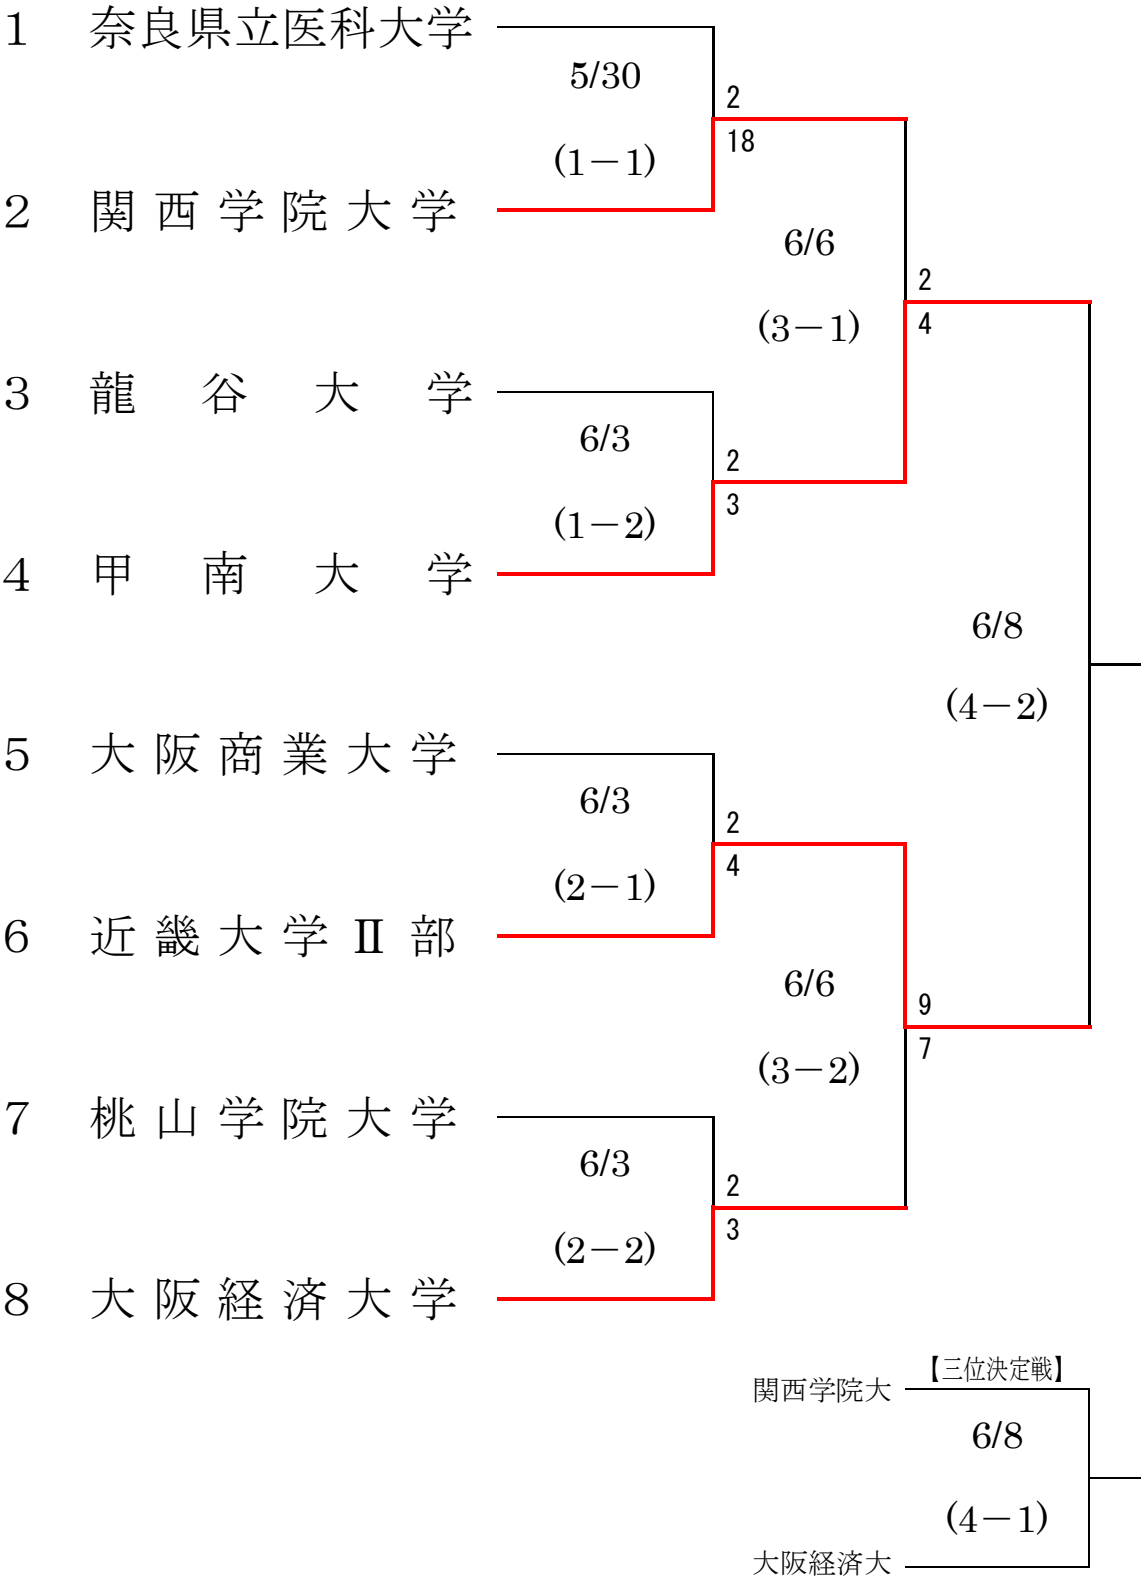 1 奈良県立医科大学
5/30
2
18
(1－1)
2 関西学院大学
6/6
2
4
(3－1)
3 龍谷大学
6/3
2
3
(1－2)
4 甲南大学
6/8
(4－2)
5 大阪商業大学
6/3
2
4
(2－1)
6 近畿大学Ⅱ部
6/6
9
7
(3－2)
7 桃山学院大学
6/3
2
3
(2－2)
8 大阪経済大学
【三位決定戦】
関西学院大
6/8
(4－1)
大阪経済大